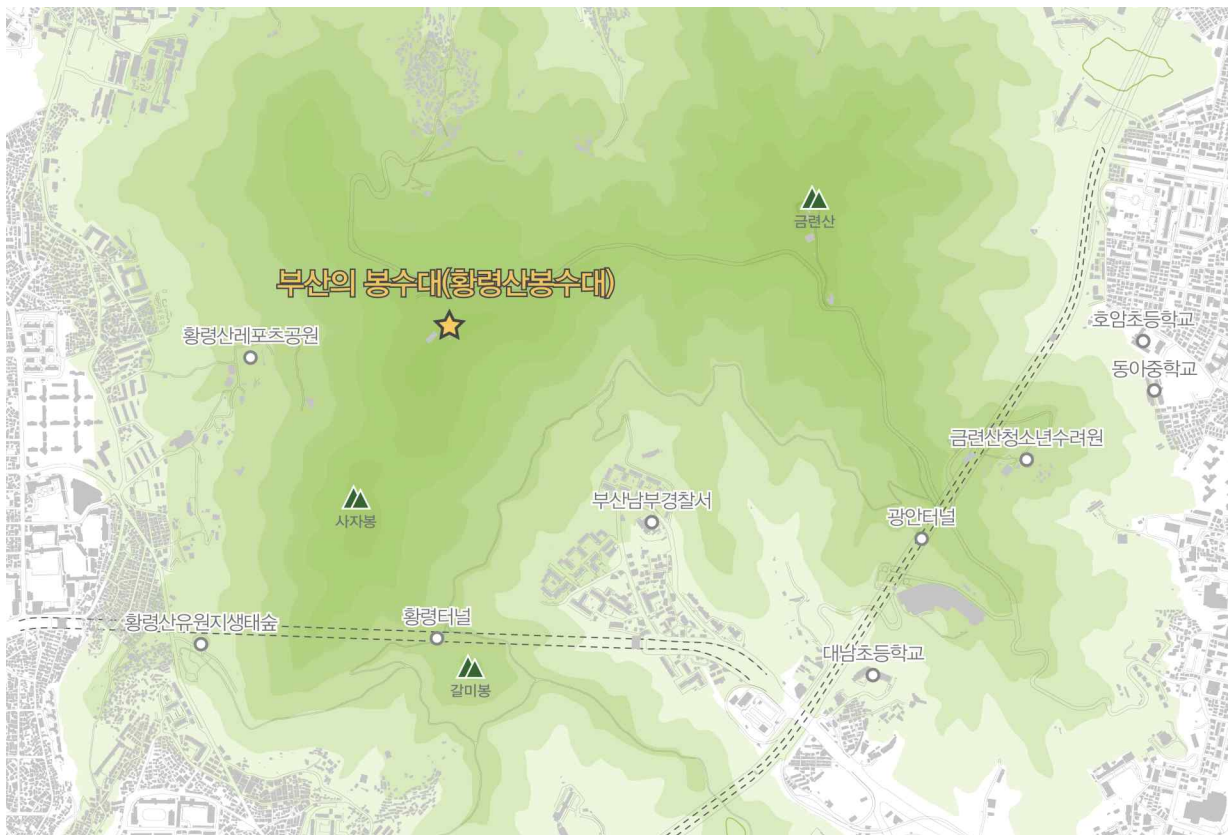 금련산
부산의 봉수대(황령산봉수대)
황령산레포츠공원
호암초등학교
동아중학교
금련산청소년수려원
사자봉
부산남부경찰서
광안터널
황령산유원지생태숲
황령터널
갈미봉
대남초등학교